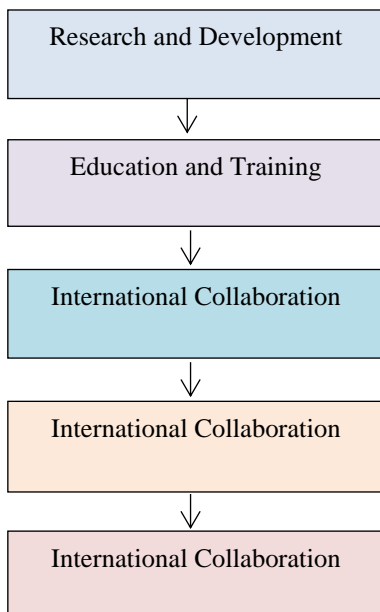 Research and Development
Education and Training
International Collaboration
International Collaboration
International Collaboration